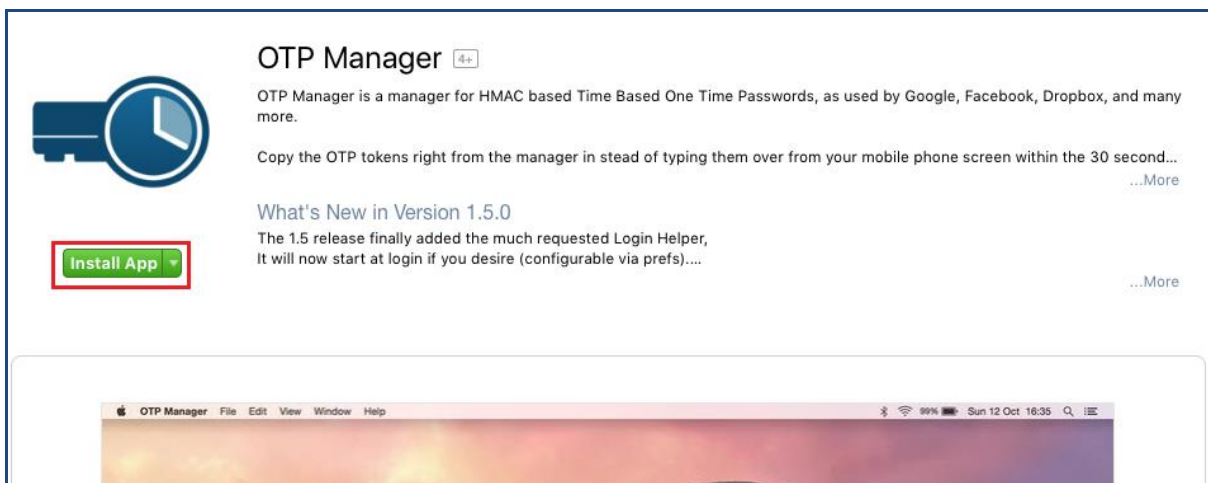 OTP Manager 4+
OTP Manager is a manager for HMAC based Time Based One Time Passwords, as used by Google, Facebook, Dropbox, and many
more.
Copy the OTP tokens right from the manager in stead of typing them over from your mobile phone screen within the 30 second...
...More
What's New in Version 1.5.0
The 1.5 release finally added the much requested Login Helper,
It will now start at login if you desire (configurable via prefs)....
Install App
...More
OTP Manager File Edit View Window Help 99% Sun 12 Oct 16:35